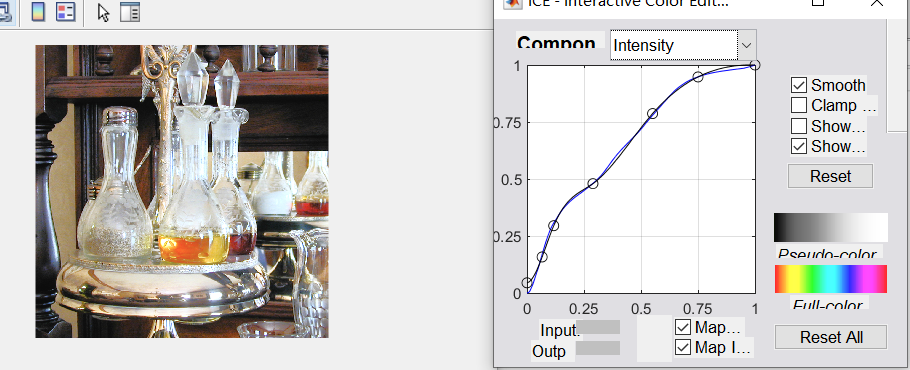 ICE - Interactive Color Edit...
Compon
Intensity
1
0.75
0.5
0.25
0
0
0.25
0.5
0.75
1
Smooth
Clamp ...
Show...
Show...
Reset
Pseudo-color
Full-color
Input:
Outp
Map...
Map I...
Reset All